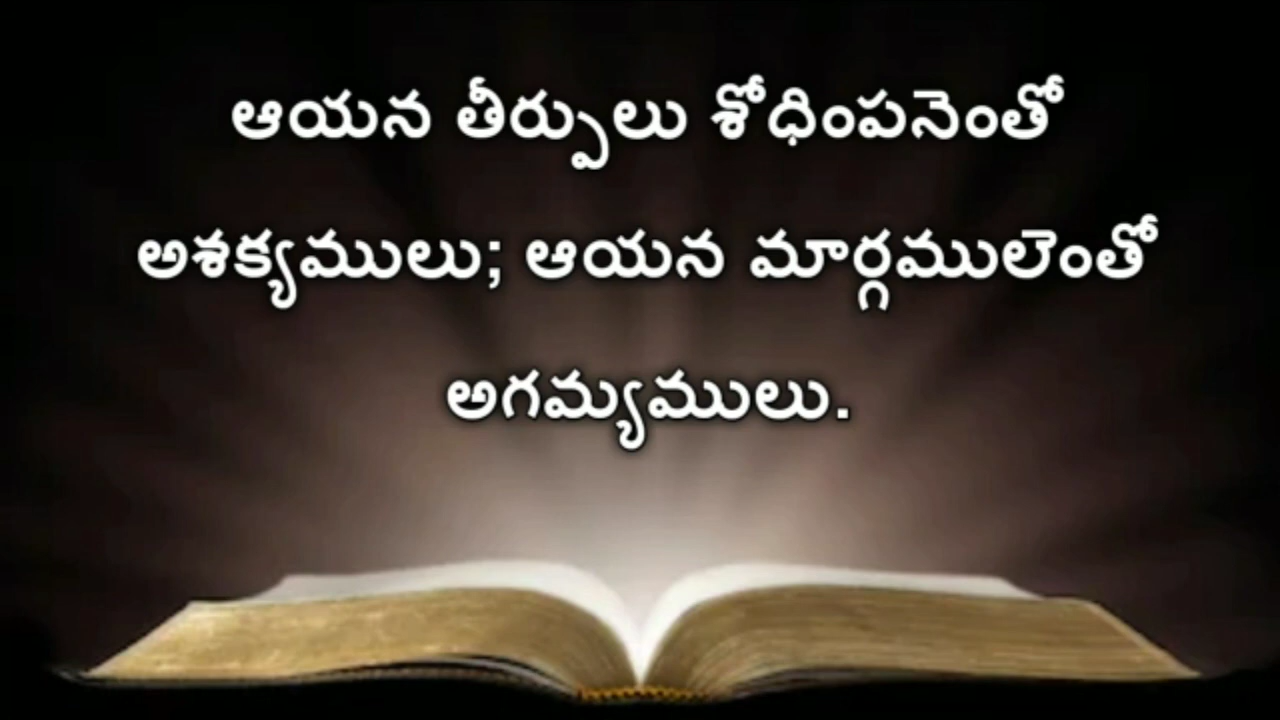 ఆయన తీర్పులు శోధింపనెంతో
అశక్యములు; ఆయన మార్గములెంతో
అగమ్యములు.